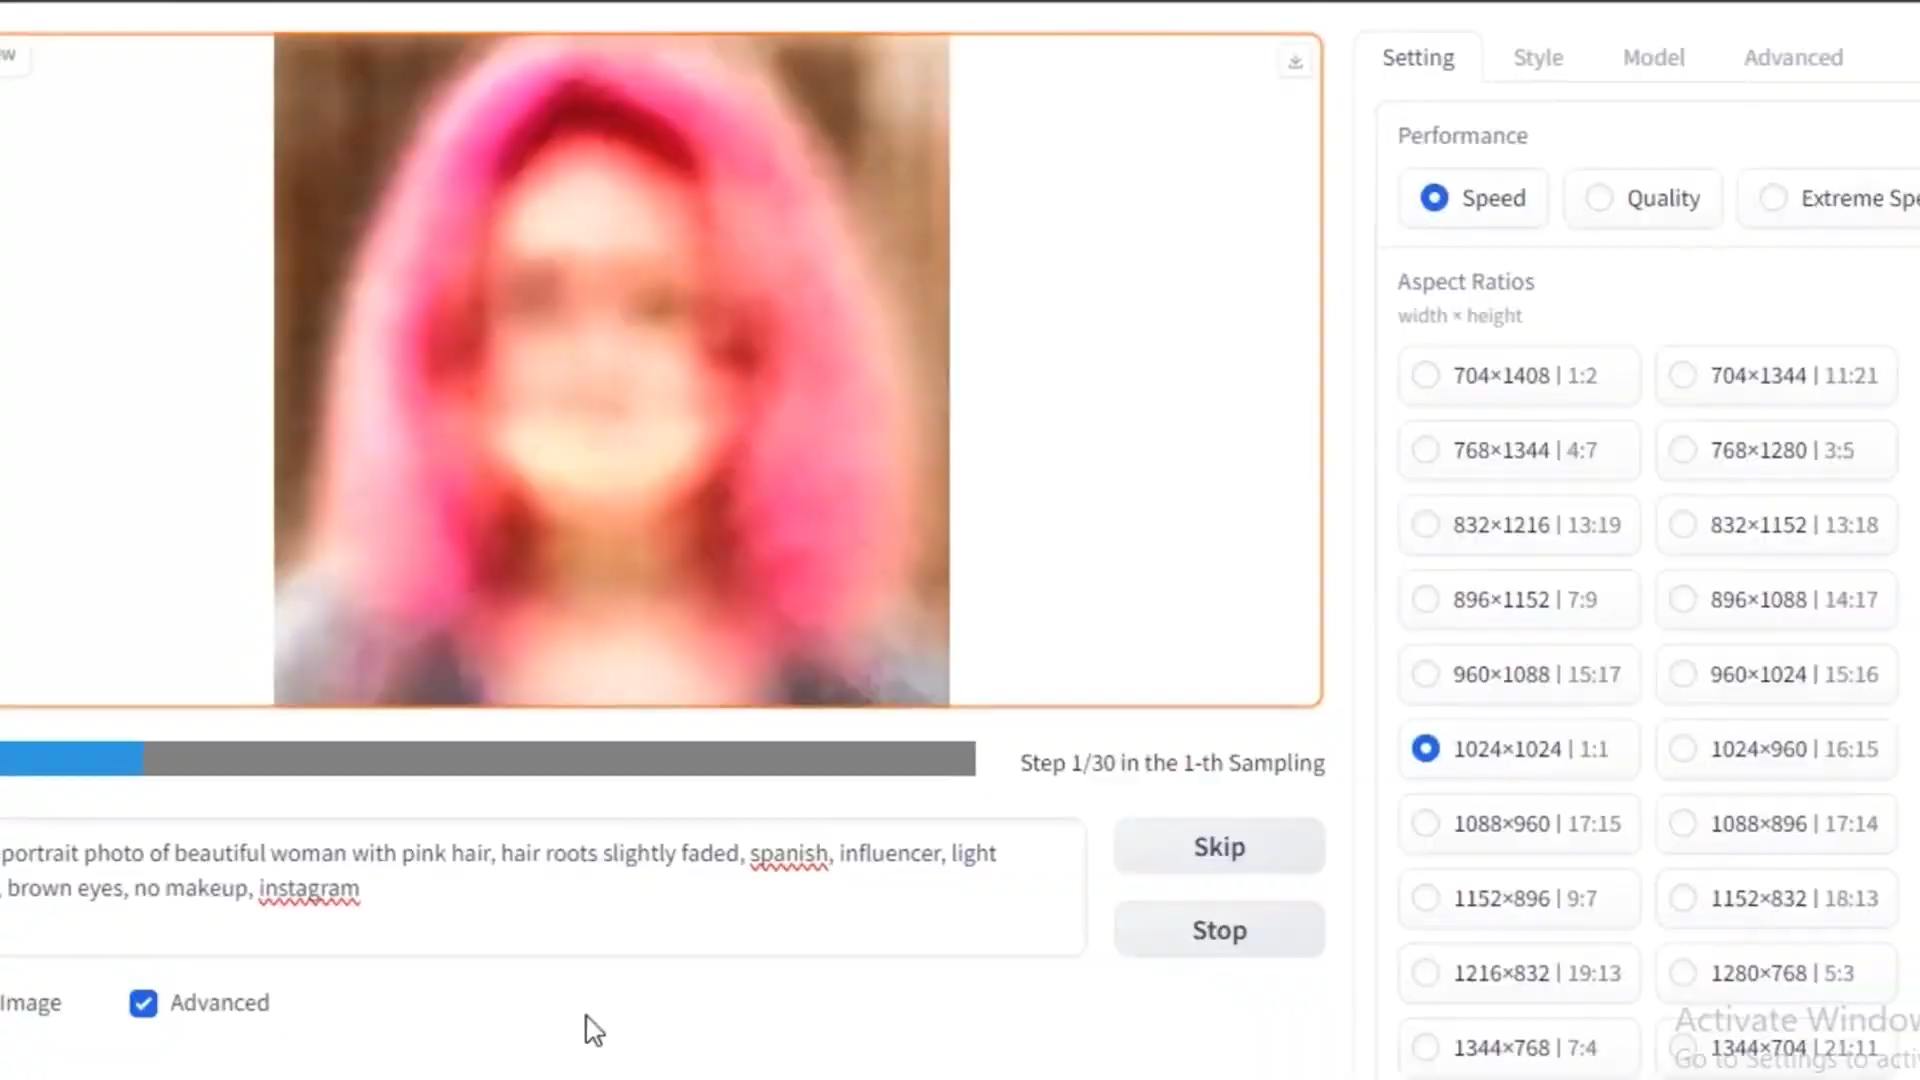 Setting Style Model Advanced
Performance
Speed Quality Extreme
Aspect Ratios
width × height
704×1408 | 1:2 704×1344 | 11:21
768×1344 | 4:7 768×1280 | 3:5
832×1216 | 13:19 832×1152 | 13:18
896×1152 | 7:9 896×1088 | 14:17
960×1088 | 15:17 960×1024 | 15:16
1024×1024 | 1:1 1024×960 | 16:15
1088×960 | 17:15 1088×896 | 17:14
1152×896 | 9:7 1152×832 | 18:13
1216×832 | 19:13 1280×768 | 5:3
1344×768 | 7:4 1344×704 | 21:11
Step 1/30 in the 1-th Sampling
portrait photo of beautiful woman with pink hair, hair roots slightly faded, spanish, influencer, light
, brown eyes, no makeup, instagram
Skip
Stop
Image Advanced
Activate Window
Go to Settings to acti